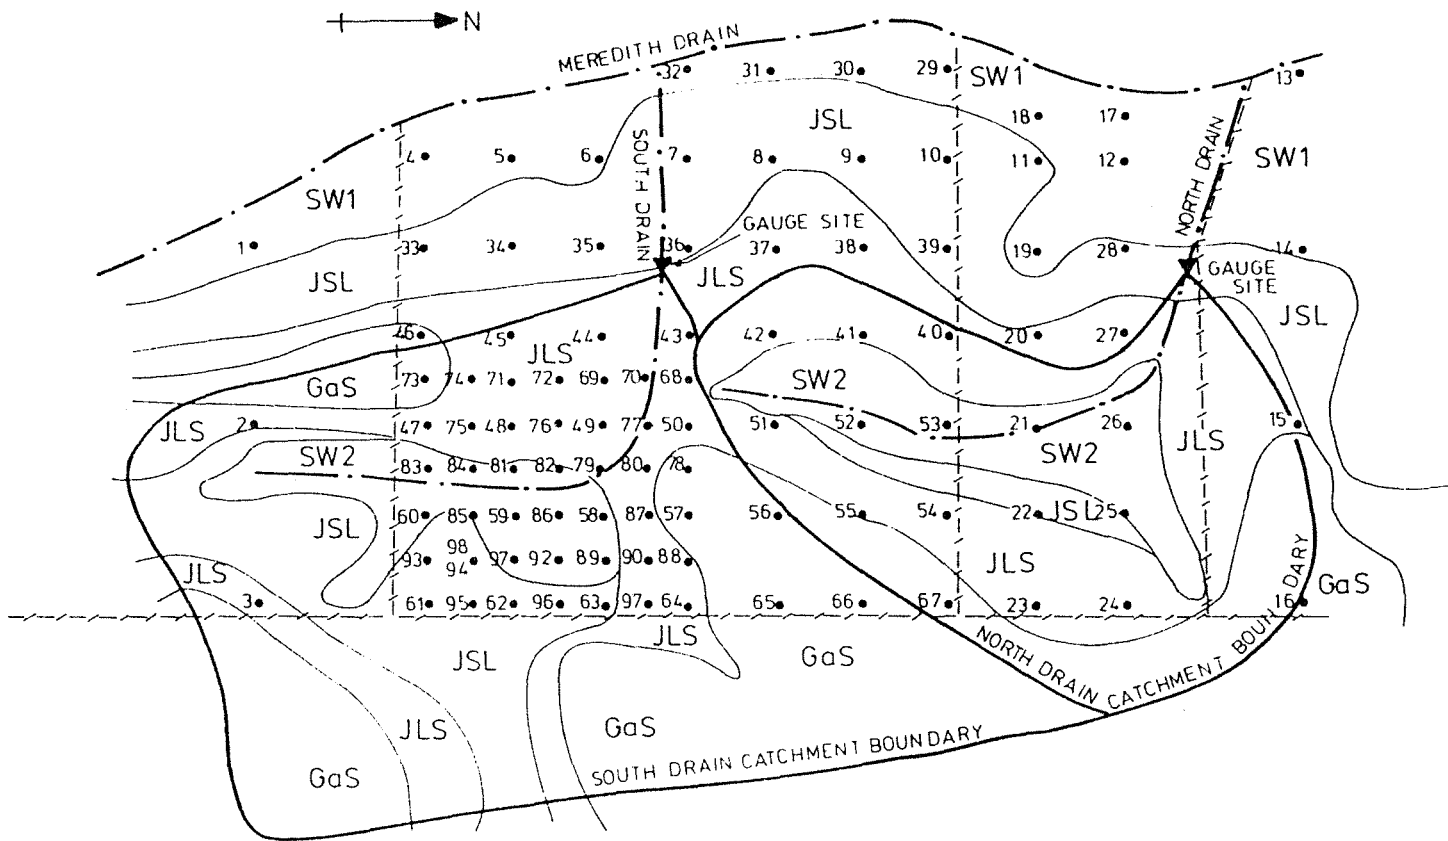 N
MEREDITH DRAIN
32 31 30 29 SW1 13
18 17
JSL
4 5 6 SOUTH DRAIN 7 8 9 10 11 12 NORTH DRAIN SW1
SW1
GAUGE SITE
1 33 34 35 36 37 38 39 19 28 14
JSL JLS GAUGE
SITE
JSL
46 45 44 43 42 41 40 20 27
JLS
GaS 73 74 71 72 69 70 68 SW2
JLS 2 47 75 48 76 49 77 50 51 52 53 21 26 JLS 15
SW2 83 84 81 82 79 80 78 SW2
JSL 60 85 59 86 58 87 57 56 55 54 22 JSL 25
98
93 94 97 92 89 90 88
JLS JLS GaS
3 61 95 62 96 63 97 64 65 66 67 23 24 16
JLS
JSL GaS
NORTH DRAIN CATCHMENT BOUHDARY
JLS GaS
SOUTH DRAIN CATCHMENT BOUNDARY
GaS